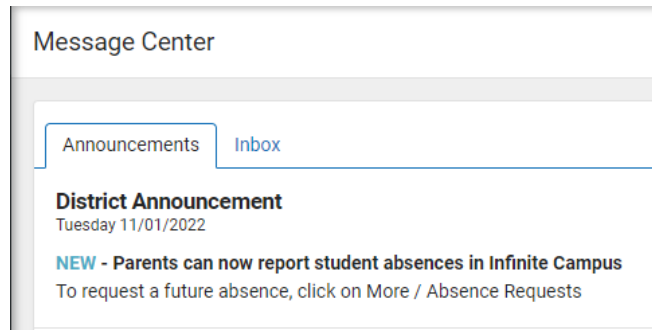 Message Center
Announcements Inbox
District Announcement
Tuesday 11/01/2022
NEW - Parents can now report student absences in Infinite Campus
To request a future absence, click on More / Absence Requests